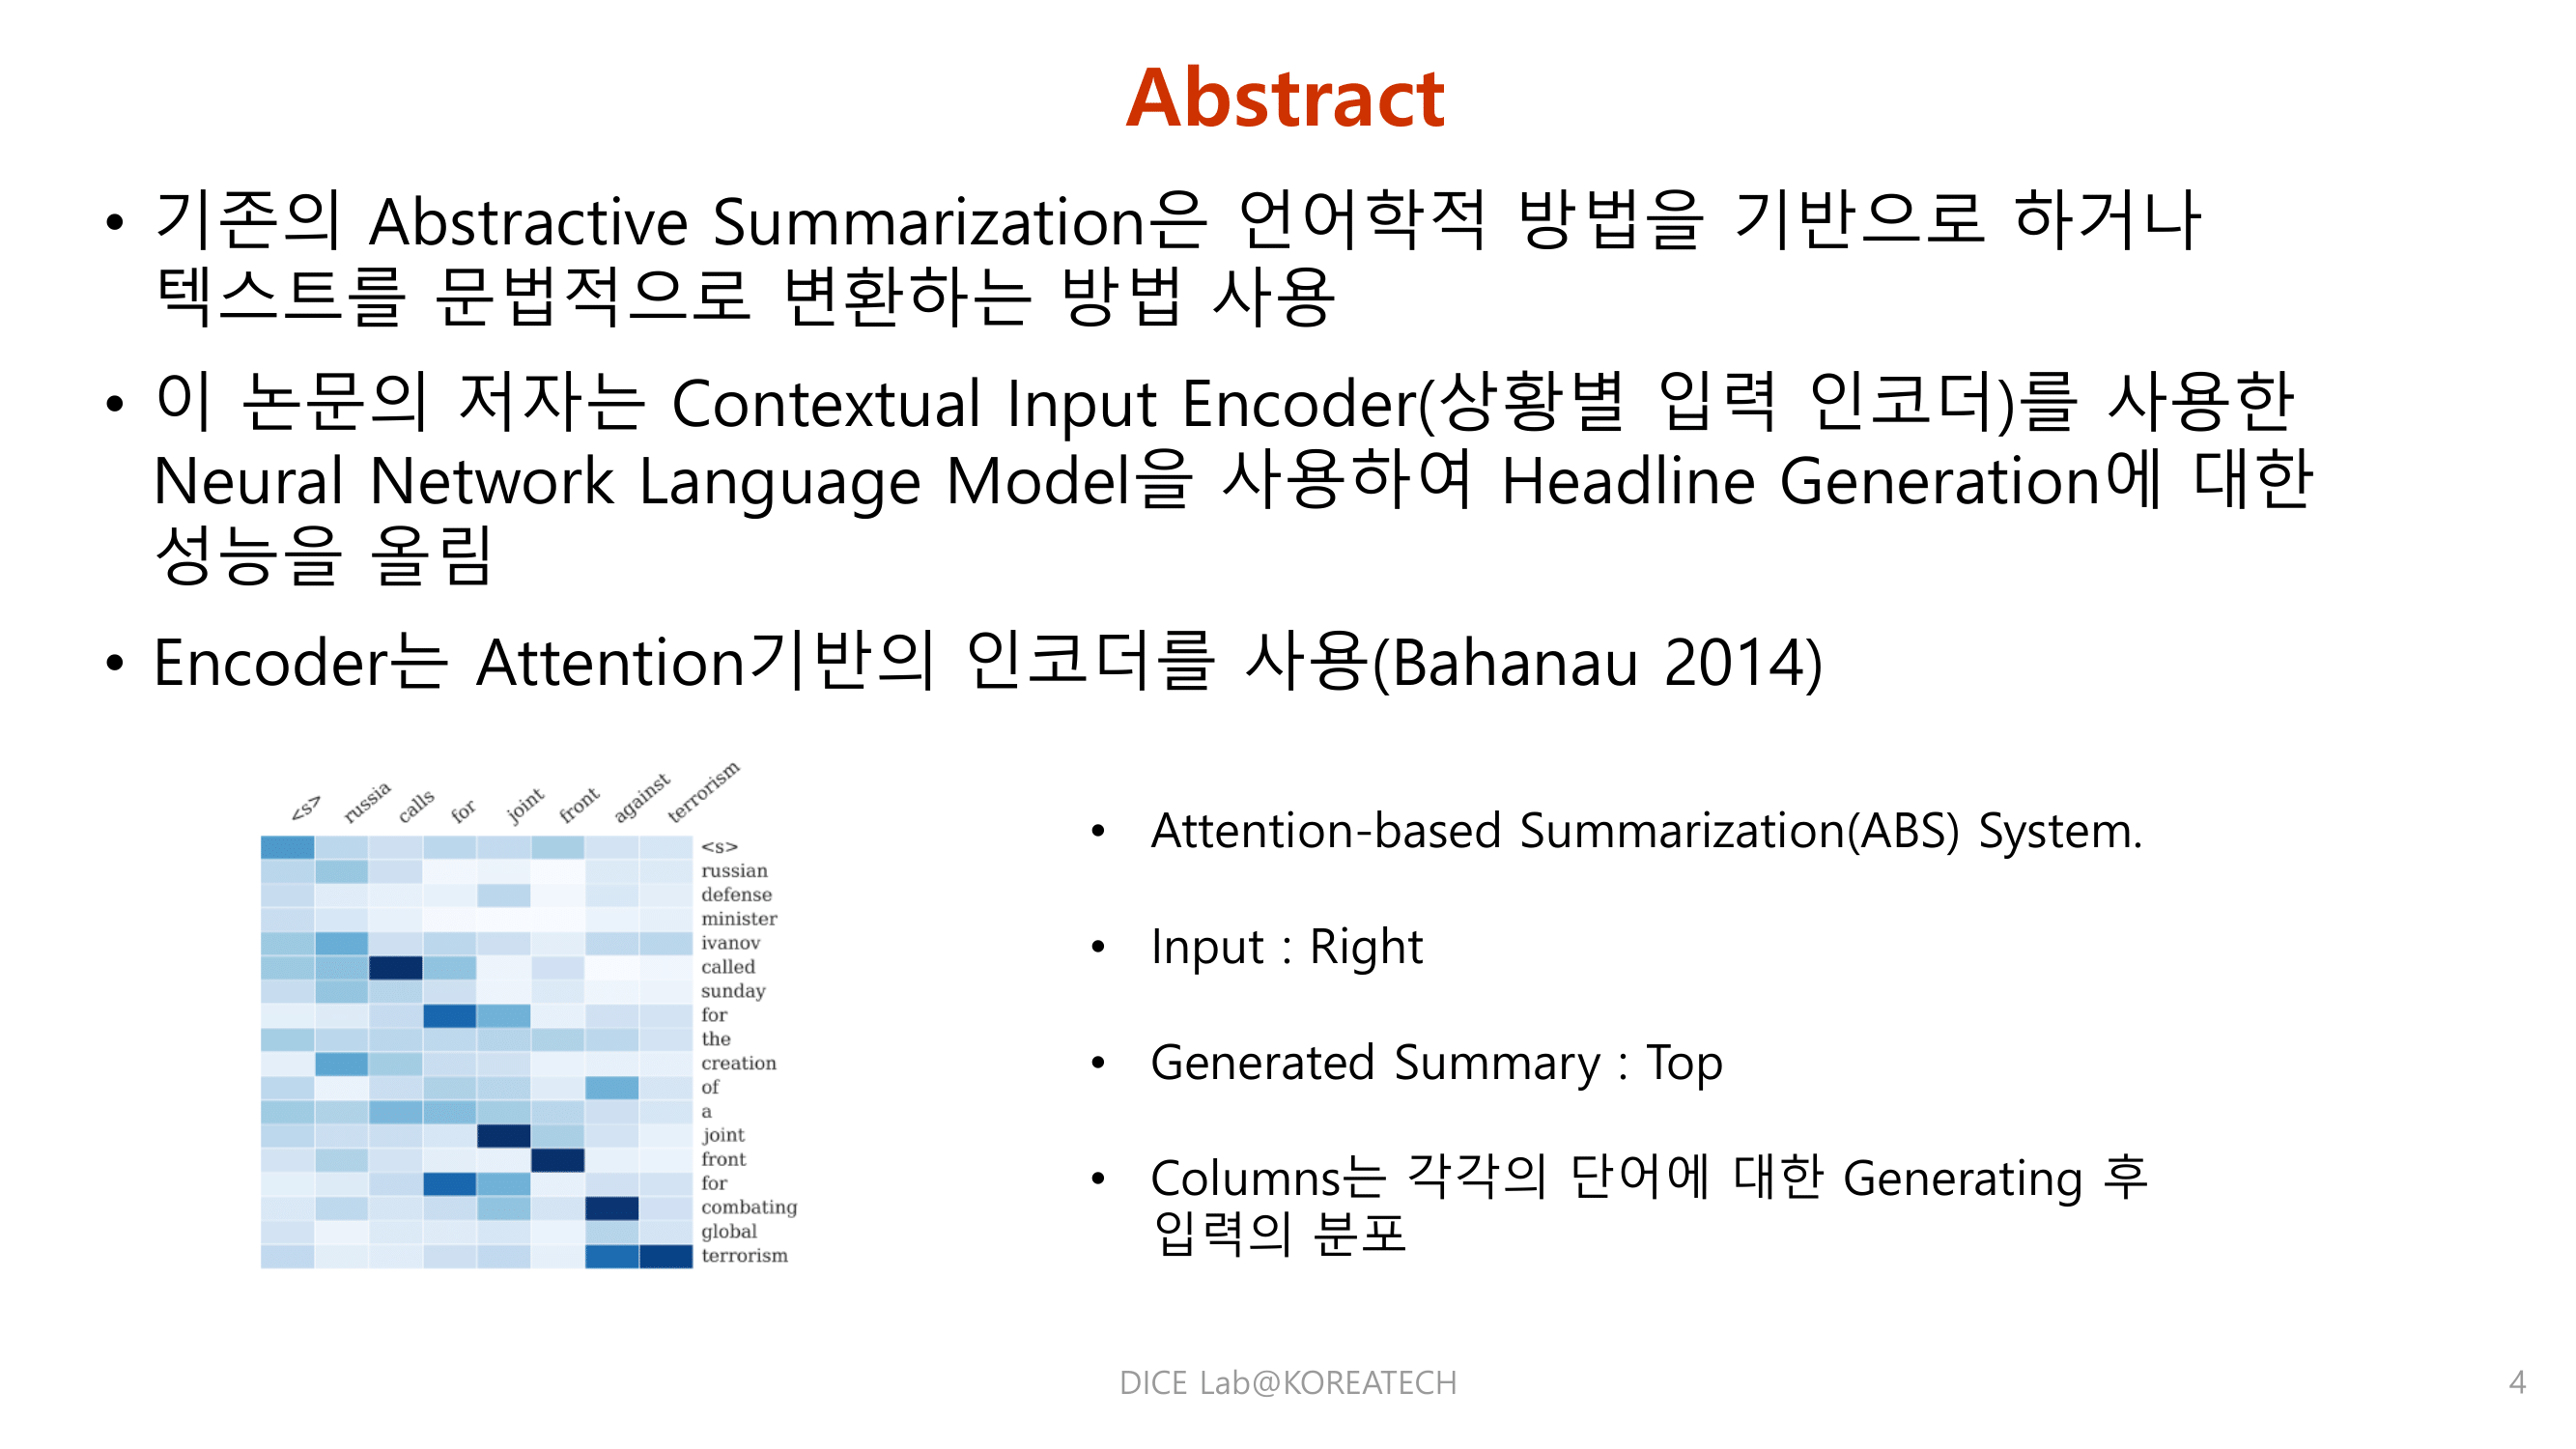 Abstract
• 기존의 Abstractive Summarization은 언어학적 방법을 기반으로 하거나
텍스트를 문법적으로 변환하는 방법 사용
• 이 논문의 저자는 Contextual Input Encoder(상황별 입력 인코더)를 사용한
Neural Network Language Model을 사용하여 Headline Generation에 대한
성능을 올림
• Encoder는 Attention기반의 인코더를 사용(Bahanau 2014)
<s> russia calls for joint front against terrorism
<s>
russian
defense
minister
ivanov
called
sunday
for
the
creation
of
a
joint
front
for
combating
global
terrorism
• Attention-based Summarization(ABS) System.
• Input : Right
• Generated Summary : Top
• Columns는 각각의 단어에 대한 Generating 후
입력의 분포
DICE Lab@KOREATECH
4